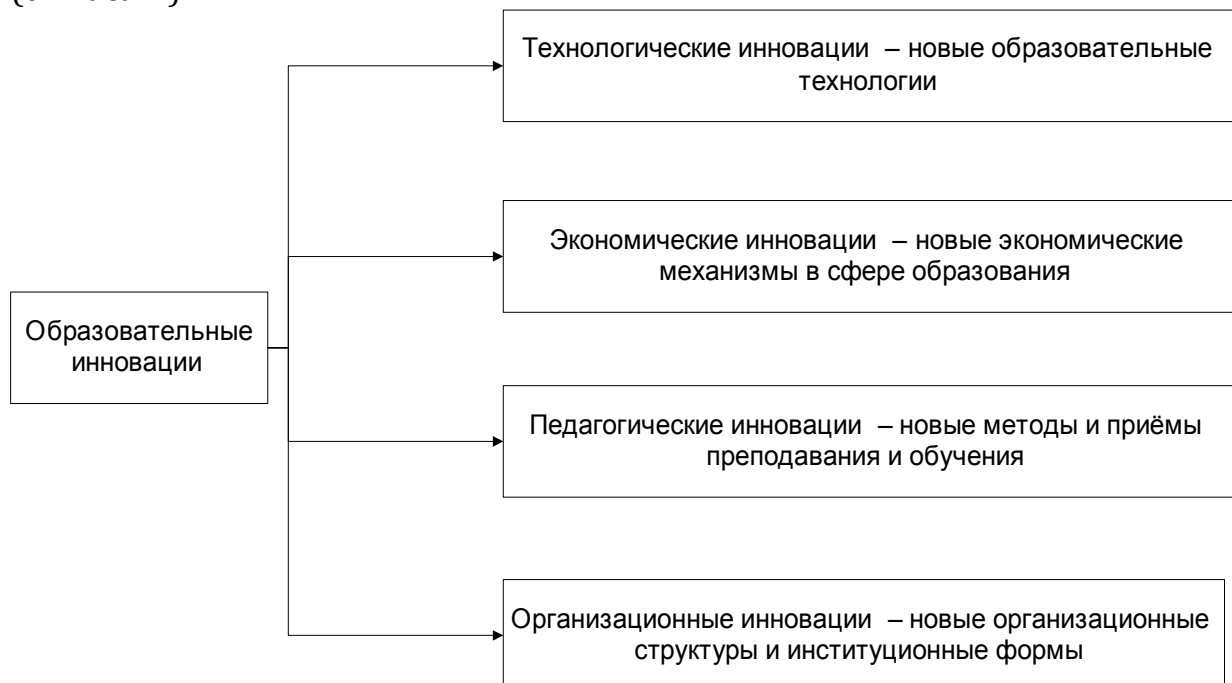 Технологические инновации – новые образовательные
технологии
Экономические инновации – новые экономические
механизмы в сфере образования
Образовательные
инновации
Педагогические инновации – новые методы и приёмы
преподавания и обучения
Организационные инновации – новые организационные
структуры и институционные формы